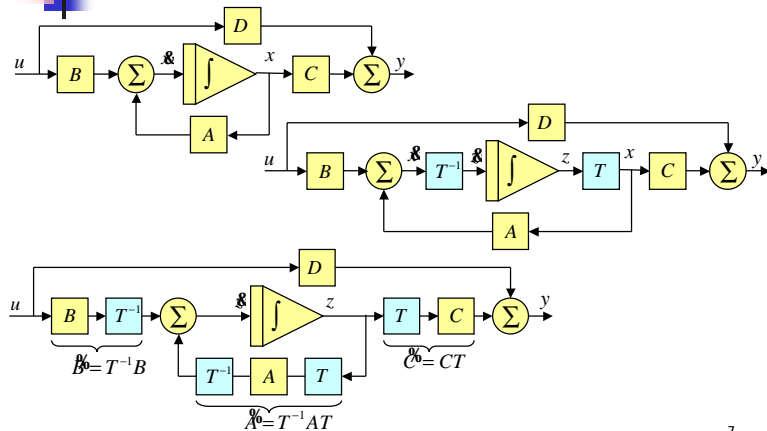 D
u B Σ ẋ& ∫ x C Σ y
A
D
u B Σ x& T⁻¹ z& ∫ z T x C Σ y
A
D
u B T⁻¹ Σ z& ∫ z T C Σ y
B%= T⁻¹B
T⁻¹ A T
C%= CT
A%= T⁻¹AT
7